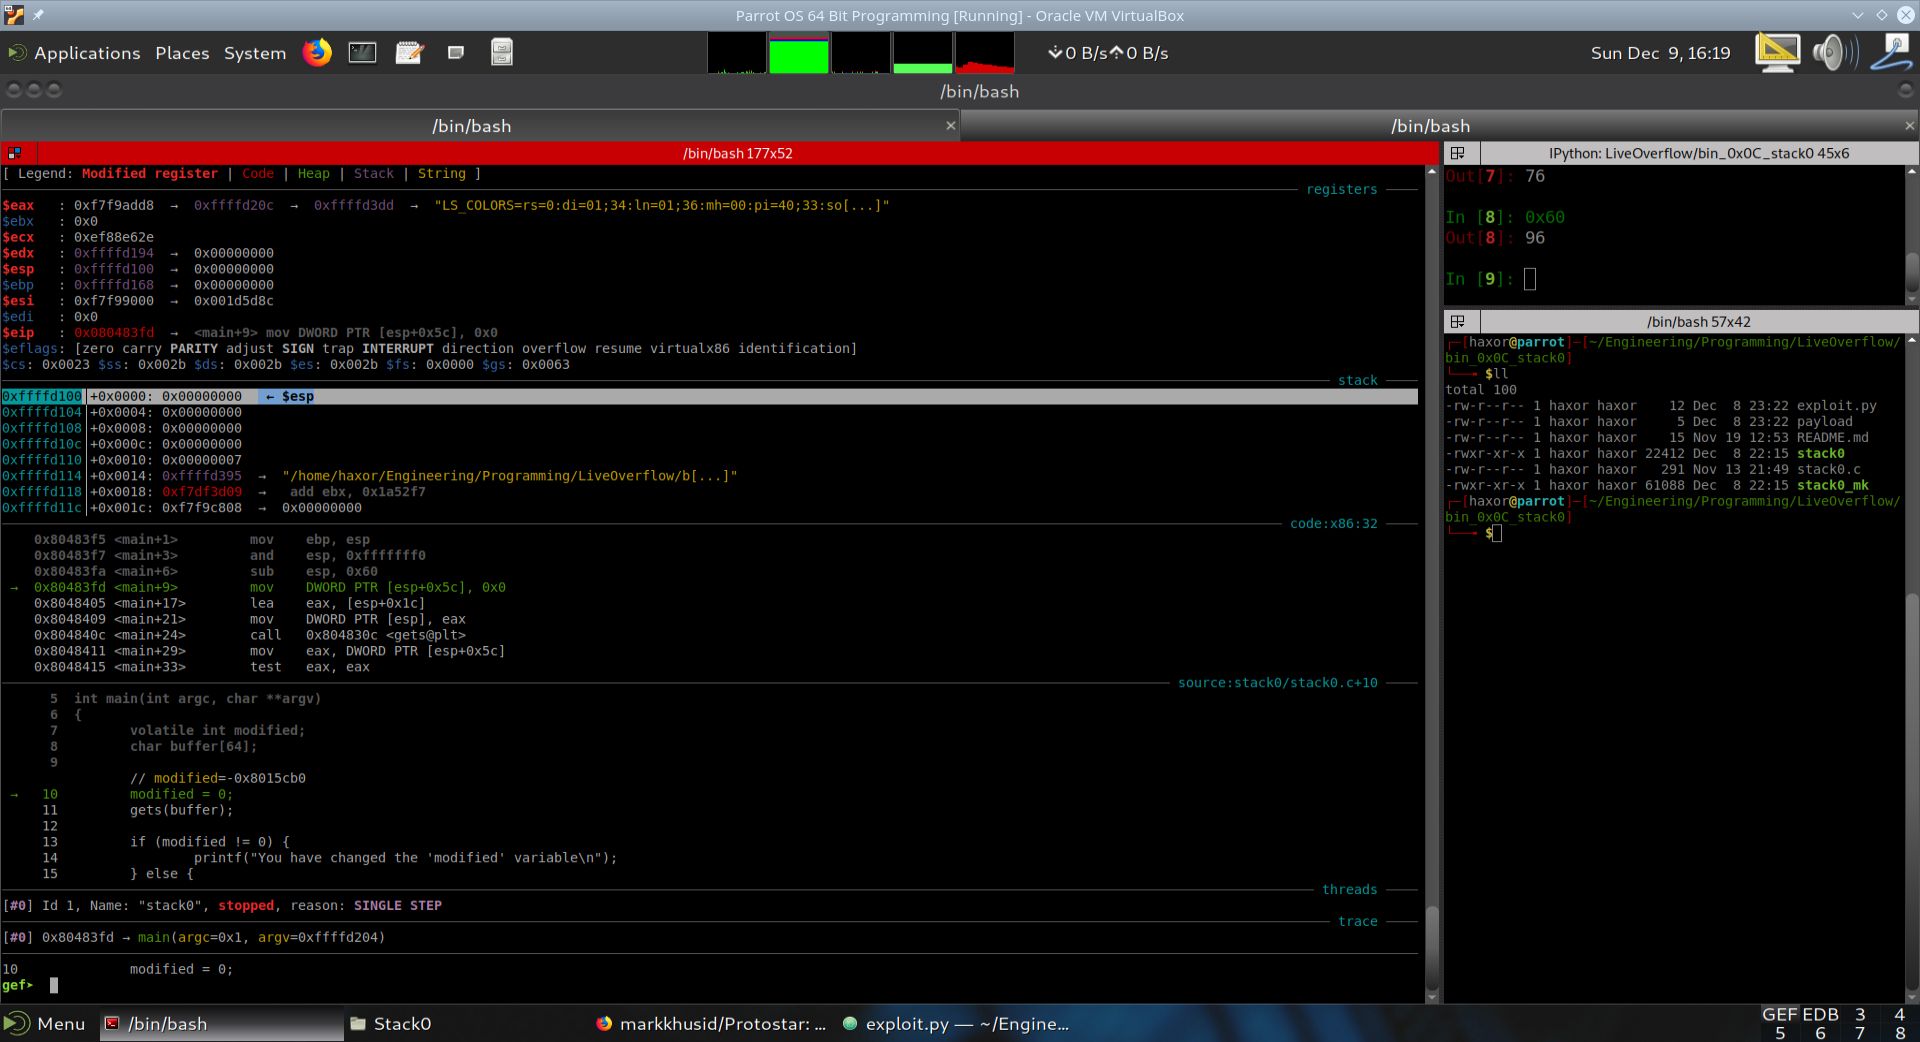 Parrot OS 64 Bit Programming [Running] - Oracle VM VirtualBox
Applications Places System 0 B/s 0 B/s Sun Dec 9, 16:19
/bin/bash
/bin/bash × /bin/bash ×
/bin/bash 177x52
[ Legend: Modified register | Code | Heap | Stack | String ]
registers
$eax : 0xf7f9add8 → 0xffffd20c → 0xffffd3dd → "LS_COLORS=rs=0:di=01;34:ln=01;36:mh=00:pi=40;33:so[...]"
$ebx : 0x0
$ecx : 0xef88e62e
$edx : 0xffffd194 → 0x00000000
$esp : 0xffffd100 → 0x00000000
$ebp : 0xffffd168 → 0x00000000
$esi : 0xf7f99000 → 0x001d5d8c
$edi : 0x0
$eip : 0x080483fd → <main+9> mov DWORD PTR [esp+0x5c], 0x0
$eflags: [zero carry PARITY adjust SIGN trap INTERRUPT direction overflow resume virtualx86 identification]
$cs: 0x0023 $ss: 0x002b $ds: 0x002b $es: 0x002b $fs: 0x0000 $gs: 0x0063
stack
0xffffd100│+0x0000: 0x00000000 ← $esp
0xffffd104│+0x0004: 0x00000000
0xffffd108│+0x0008: 0x00000000
0xffffd10c│+0x000c: 0x00000000
0xffffd110│+0x0010: 0x00000007
0xffffd114│+0x0014: 0xffffd395 → "/home/haxor/Engineering/Programming/LiveOverflow/b[...]"
0xffffd118│+0x0018: 0xf7df3d09 → add ebx, 0x1a52f7
0xffffd11c│+0x001c: 0xf7f9c808 → 0x00000000
code:x86:32
0x80483f5 <main+1> mov ebp, esp
0x80483f7 <main+3> and esp, 0xfffffff0
0x80483fa <main+6> sub esp, 0x60
→ 0x80483fd <main+9> mov DWORD PTR [esp+0x5c], 0x0
0x8048405 <main+17> lea eax, [esp+0x1c]
0x8048409 <main+21> mov DWORD PTR [esp], eax
0x804840c <main+24> call 0x804830c <gets@plt>
0x8048411 <main+29> mov eax, DWORD PTR [esp+0x5c]
0x8048415 <main+33> test eax, eax
source:stack0/stack0.c+10
5 int main(int argc, char **argv)
6 {
7 volatile int modified;
8 char buffer[64];
9
// modified=-0x8015cb0
→ 10 modified = 0;
11 gets(buffer);
12
13 if (modified != 0) {
14 printf("You have changed the 'modified' variable\n");
15 } else {
threads
[#0] Id 1, Name: "stack0", stopped, reason: SINGLE STEP
trace
[#0] 0x80483fd → main(argc=0x1, argv=0xffffd204)
10 modified = 0;
gef➤
IPython: LiveOverflow/bin_0x0C_stack0 45x6
Out[7]: 76
In [8]: 0x60
Out[8]: 96
In [9]:
/bin/bash 57x42
┌─[haxor@parrot]─[~/Engineering/Programming/LiveOverflow/
bin_0x0C_stack0]
└──╼ $ll
total 100
-rw-r--r-- 1 haxor haxor 12 Dec 8 23:22 exploit.py
-rw-r--r-- 1 haxor haxor 5 Dec 8 23:22 payload
-rw-r--r-- 1 haxor haxor 15 Nov 19 12:53 README.md
-rwxr-xr-x 1 haxor haxor 22412 Dec 8 22:15 stack0
-rw-r--r-- 1 haxor haxor 291 Nov 13 21:49 stack0.c
-rwxr-xr-x 1 haxor haxor 61088 Dec 8 22:15 stack0_mk
┌─[haxor@parrot]─[~/Engineering/Programming/LiveOverflow/
bin_0x0C_stack0]
└──╼ $
Menu /bin/bash Stack0 markkhusid/Protostar: ... exploit.py — ~/Engine...
GEF EDB 3 4
5 6 7 8